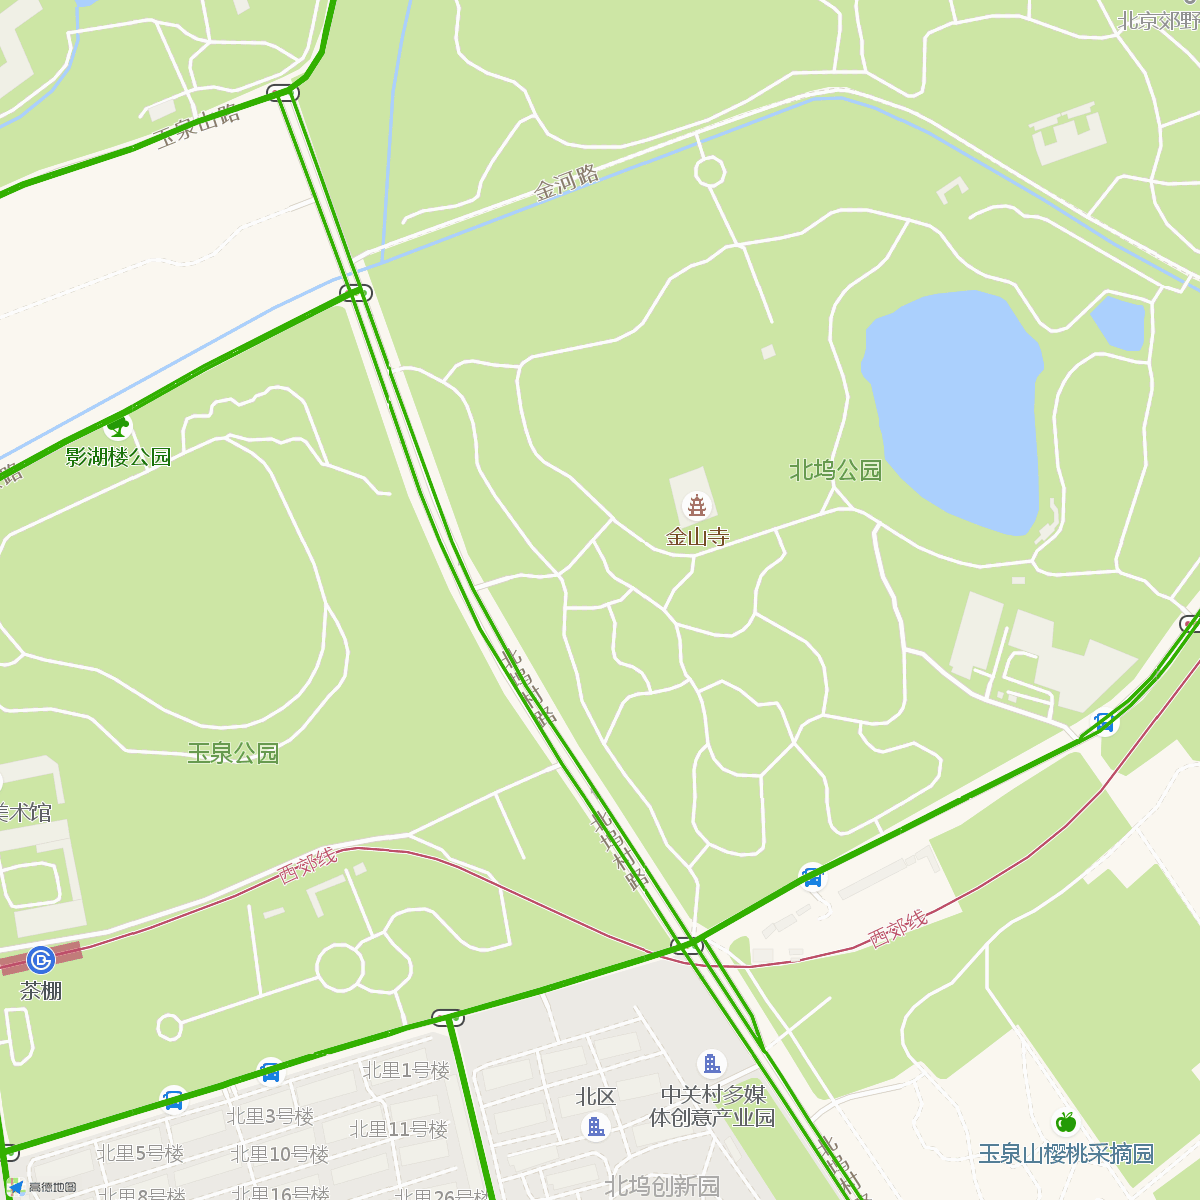 北京郊野
玉泉山路
金河路
影湖楼公园
路
北坞公园
金山寺
北坞村路
玉泉公园
美术馆
北坞村路
西郊线
西郊线
茶棚
北里1号楼
北里3号楼
北里11号楼
北里5号楼
北里10号楼
北里8号楼
北里16号楼
北里26号楼
北区
中关村多媒
体创意产业园
北坞创新园
玉泉山樱桃采摘园
北坞村
高德地图